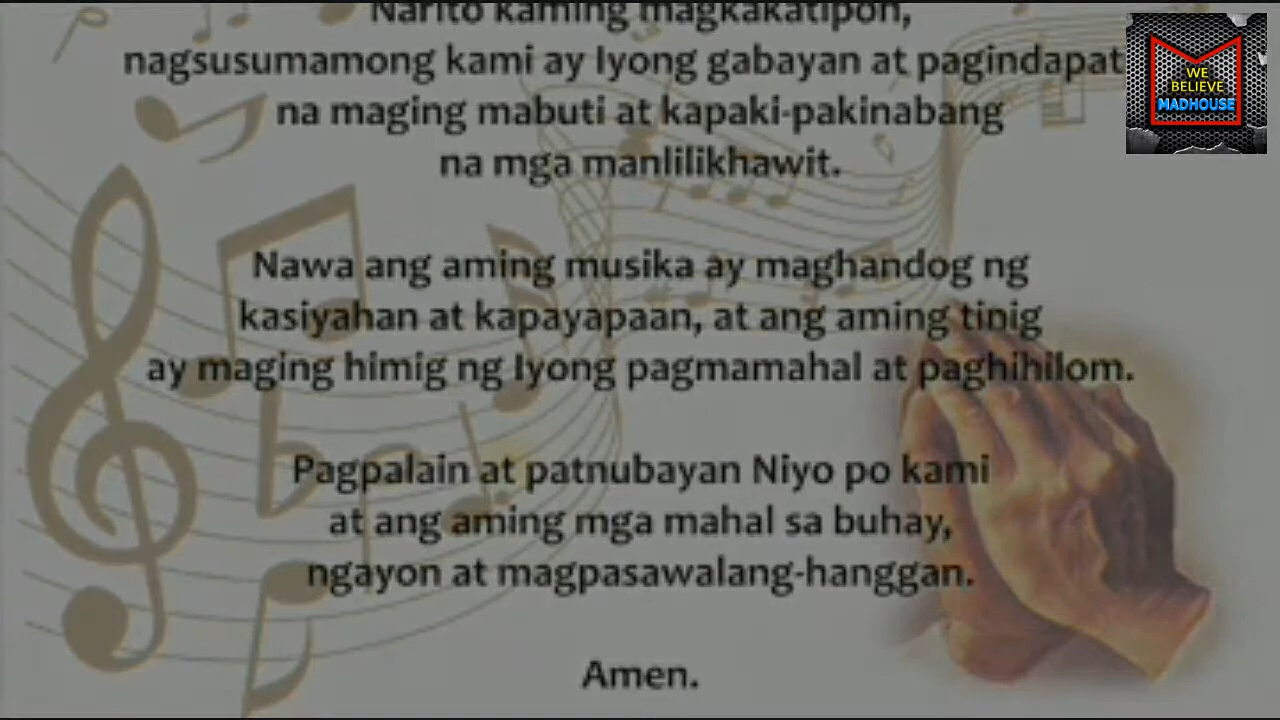 Narito kaming magkakatipon,
nagsusumamong kami ay Iyong gabayan at pagindapat
na maging mabuti at kapaki-pakinabang
na mga manlilikhawit.
Nawa ang aming musika ay maghandog ng
kasiyahan at kapayapaan, at ang aming tinig
ay maging himig ng Iyong pagmamahal at paghihilom.
Pagpalain at patnubayan Niyo po kami
at ang aming mga mahal sa buhay,
ngayon at magpasawalang-hanggan.
Amen.
WE
BELIEVE
MADHOUSE